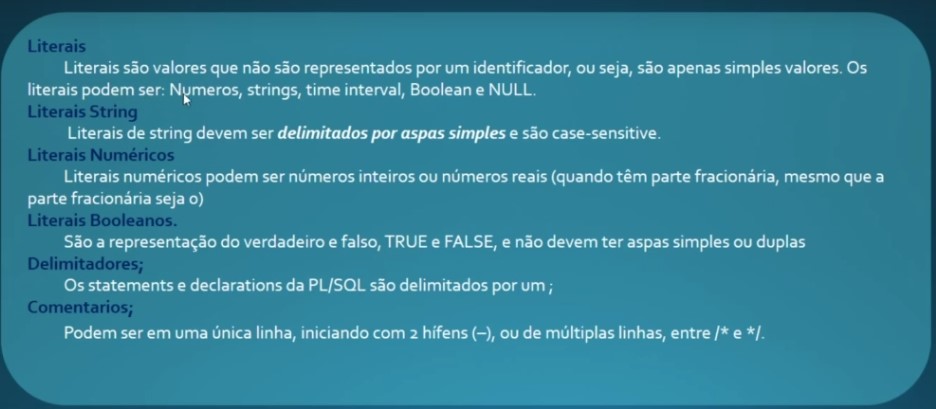 Literais
Literais são valores que não são representados por um identificador, ou seja, são apenas simples valores. Os
literais podem ser: Numeros, strings, time interval, Boolean e NULL.
Literais String
Literais de string devem ser delimitados por aspas simples e são case-sensitive.
Literais Numéricos
Literais numéricos podem ser números inteiros ou números reais (quando têm parte fracionária, mesmo que a
parte fracionária seja 0)
Literais Booleanos.
São a representação do verdadeiro e falso, TRUE e FALSE, e não devem ter aspas simples ou duplas
Delimitadores;
Os statements e declarations da PL/SQL são delimitados por um ;
Comentarios;
Podem ser em uma única linha, iniciando com 2 hífens (–), ou de múltiplas linhas, entre /* e */.